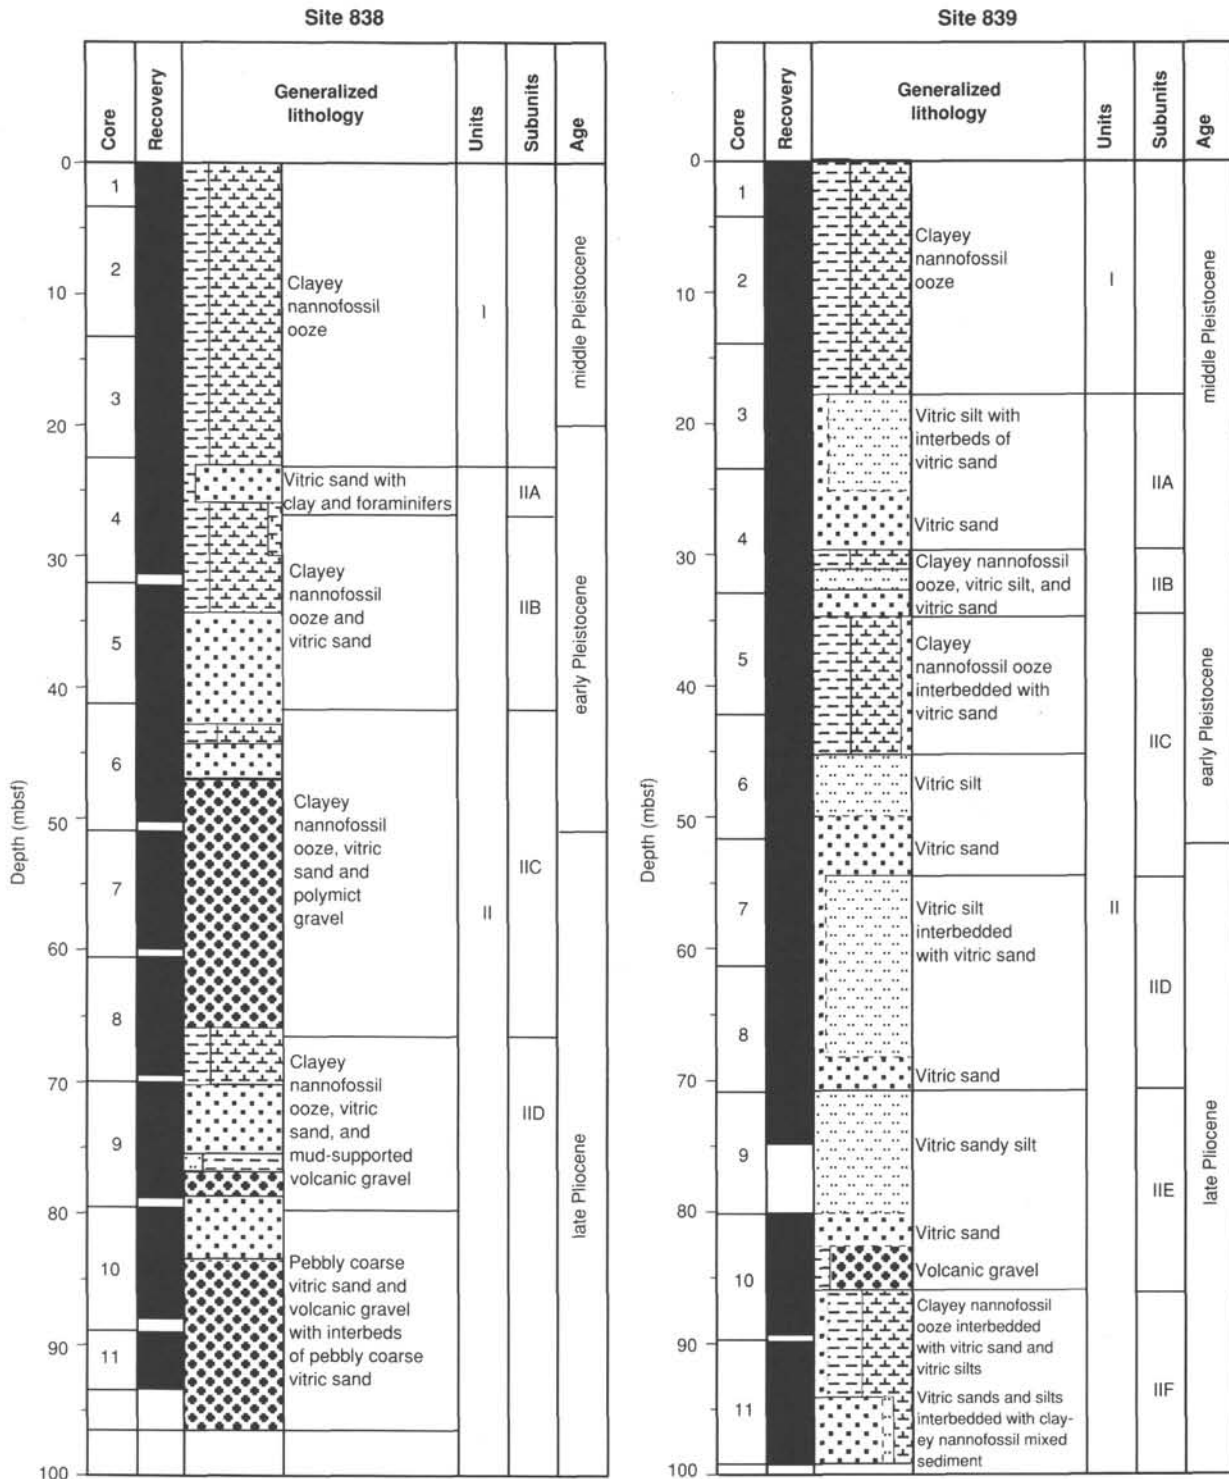 Site 838
Core
Recovery
Generalized
lithology
Units
Subunits
Age
Depth (mbsf)
0
10
20
30
40
50
60
70
80
90
100
1
2
3
4
5
6
7
8
9
10
11
Clayey
nannofossil
ooze
Vitric sand with
clay and foraminifers
Clayey
nannofossil
ooze and
vitric sand
Clayey
nannofossil
ooze, vitric
sand and
polymict
gravel
Clayey
nannofossil
ooze, vitric
sand, and
mud-supported
volcanic gravel
Pebbly coarse
vitric sand and
volcanic gravel
with interbeds
of pebbly coarse
vitric sand
I
II
IIA
IIB
IIC
IID
middle Pleistocene
early Pleistocene
late Pliocene
Site 839
Core
Recovery
Generalized
lithology
Units
Subunits
Age
Depth (mbsf)
0
10
20
30
40
50
60
70
80
90
100
1
2
3
4
5
6
7
8
9
10
11
Clayey
nannofossil
ooze
Vitric silt with
interbeds of
vitric sand
Vitric sand
Clayey nannofossil
ooze, vitric silt, and
vitric sand
Clayey
nannofossil ooze
interbedded with
vitric sand
Vitric silt
Vitric sand
Vitric silt
interbedded
with vitric sand
Vitric sand
Vitric sandy silt
Vitric sand
Volcanic gravel
Clayey nannofossil
ooze interbedded
with vitric sand and
vitric silts
Vitric sands and silts
interbedded with clay-
ey nannofossil mixed
sediment
I
II
IIA
IIB
IIC
IID
IIE
IIF
middle Pleistocene
early Pleistocene
late Pliocene